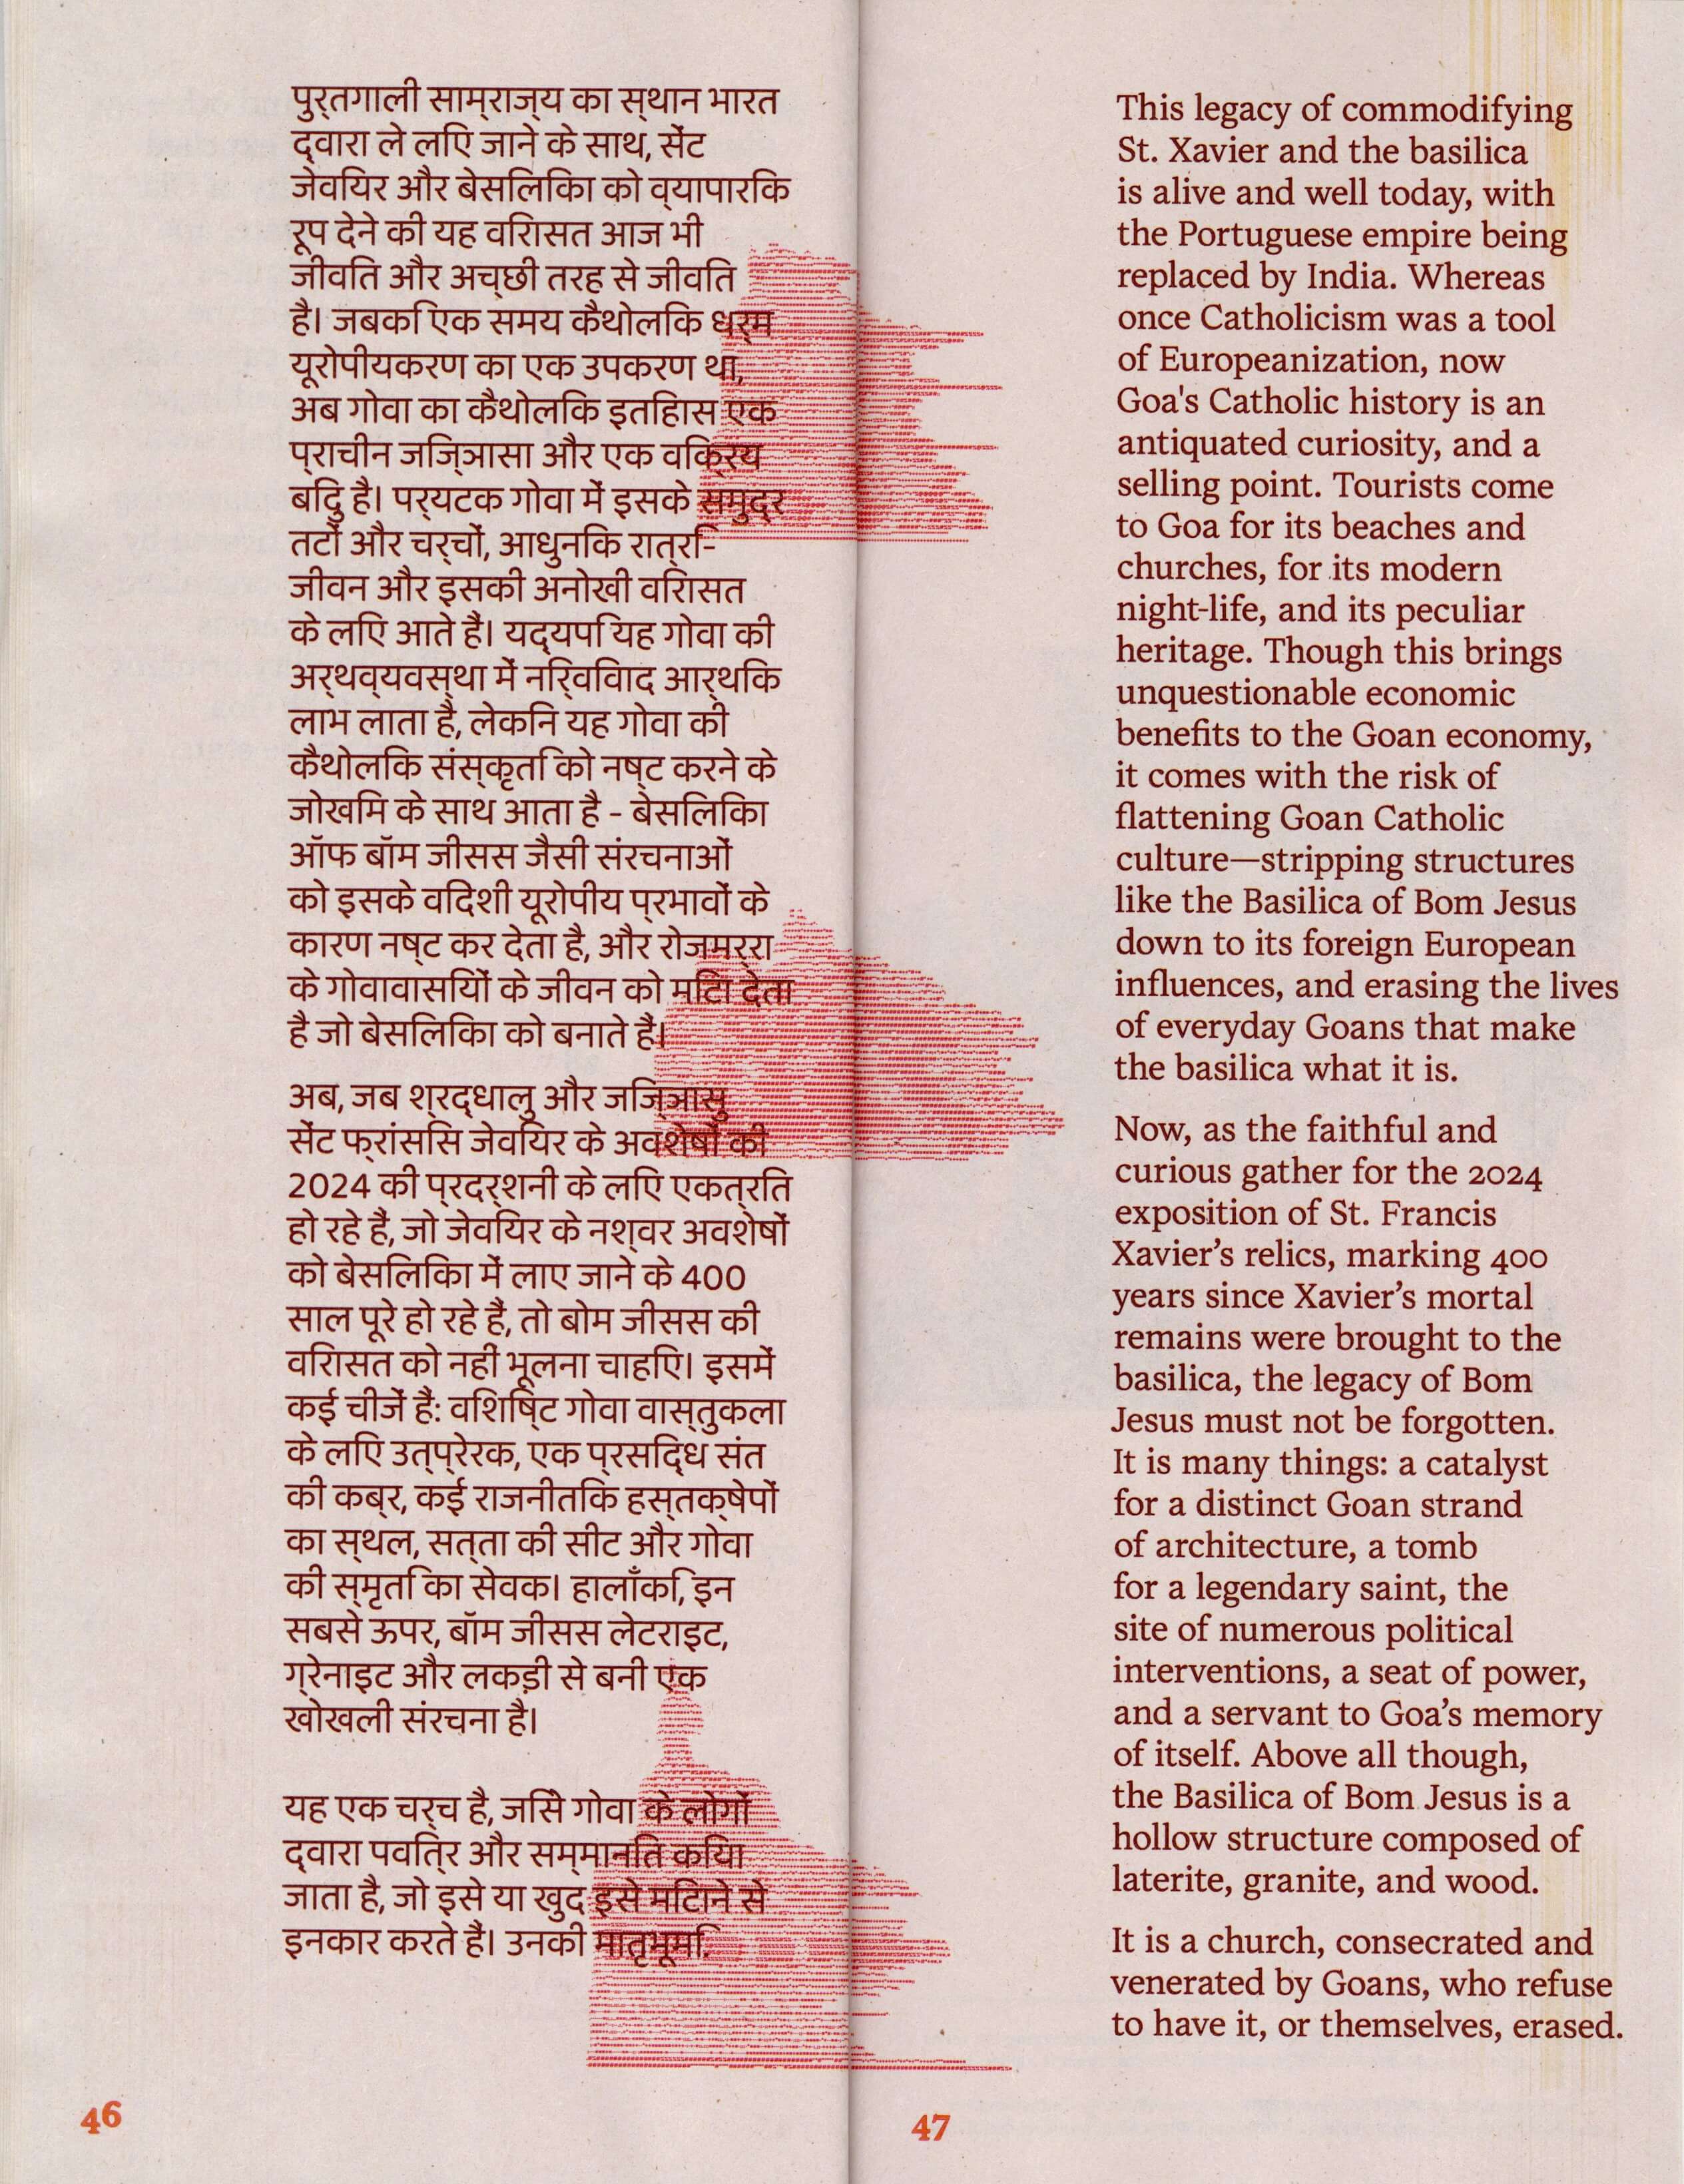 पुर्तगाली साम्राज्य का स्थान भारत
द्वारा ले लिए जाने के साथ, सेंट
जेवियर और बेसिलिका को व्यापारिक
रूप देने की यह विरासत आज भी
जीवित और अच्छी तरह से जीवित
है। जबकि एक समय कैथोलिक धर्म
यूरोपीयकरण का एक उपकरण था,
अब गोवा का कैथोलिक इतिहास एक
प्राचीन जिज्ञासा और एक विक्रय
बिंदु है। पर्यटक गोवा में इसके समुद्र
तटों और चर्चों, आधुनिक रात्रि-
जीवन और इसकी अनोखी विरासत
के लिए आते हैं। यद्यपि यह गोवा की
अर्थव्यवस्था में निर्विवाद आर्थिक
लाभ लाता है, लेकिन यह गोवा की
कैथोलिक संस्कृति को नष्ट करने के
जोखिम के साथ आता है - बेसिलिका
ऑफ बॉम जीसस जैसी संरचनाओं
को इसके विदेशी यूरोपीय प्रभावों के
कारण नष्ट कर देता है, और रोजमर्रा
के गोवावासियों के जीवन को मिटा देता
है जो बेसिलिका को बनाते हैं।
अब, जब श्रद्धालु और जिज्ञासु
सेंट फ्रांसिस जेवियर के अवशेषों की
2024 की प्रदर्शनी के लिए एकत्रित
हो रहे हैं, जो जेवियर के नश्वर अवशेषों
को बेसिलिका में लाए जाने के 400
साल पूरे हो रहे हैं, तो बोम जीसस की
विरासत को नहीं भूलना चाहिए। इसमें
कई चीजें हैं: विशिष्ट गोवा वास्तुकला
के लिए उत्प्रेरक, एक प्रसिद्ध संत
की कब्र, कई राजनीतिक हस्तक्षेपों
का स्थल, सत्ता की सीट और गोवा
की स्मृति का सेवक। हालाँकि, इन
सबसे ऊपर, बॉम जीसस लेटराइट,
ग्रेनाइट और लकड़ी से बनी एक
खोखली संरचना है।
यह एक चर्च है, जिसे गोवा के लोगों
द्वारा पवित्र और सम्मानित किया
जाता है, जो इसे या खुद इसे मिटाने से
इनकार करते हैं। उनकी मातृभूमि.
46
This legacy of commodifying
St. Xavier and the basilica
is alive and well today, with
the Portuguese empire being
replaced by India. Whereas
once Catholicism was a tool
of Europeanization, now
Goa's Catholic history is an
antiquated curiosity, and a
selling point. Tourists come
to Goa for its beaches and
churches, for its modern
night-life, and its peculiar
heritage. Though this brings
unquestionable economic
benefits to the Goan economy,
it comes with the risk of
flattening Goan Catholic
culture—stripping structures
like the Basilica of Bom Jesus
down to its foreign European
influences, and erasing the lives
of everyday Goans that make
the basilica what it is.
Now, as the faithful and
curious gather for the 2024
exposition of St. Francis
Xavier’s relics, marking 400
years since Xavier’s mortal
remains were brought to the
basilica, the legacy of Bom
Jesus must not be forgotten.
It is many things: a catalyst
for a distinct Goan strand
of architecture, a tomb
for a legendary saint, the
site of numerous political
interventions, a seat of power,
and a servant to Goa’s memory
of itself. Above all though,
the Basilica of Bom Jesus is a
hollow structure composed of
laterite, granite, and wood.
It is a church, consecrated and
venerated by Goans, who refuse
to have it, or themselves, erased.
47